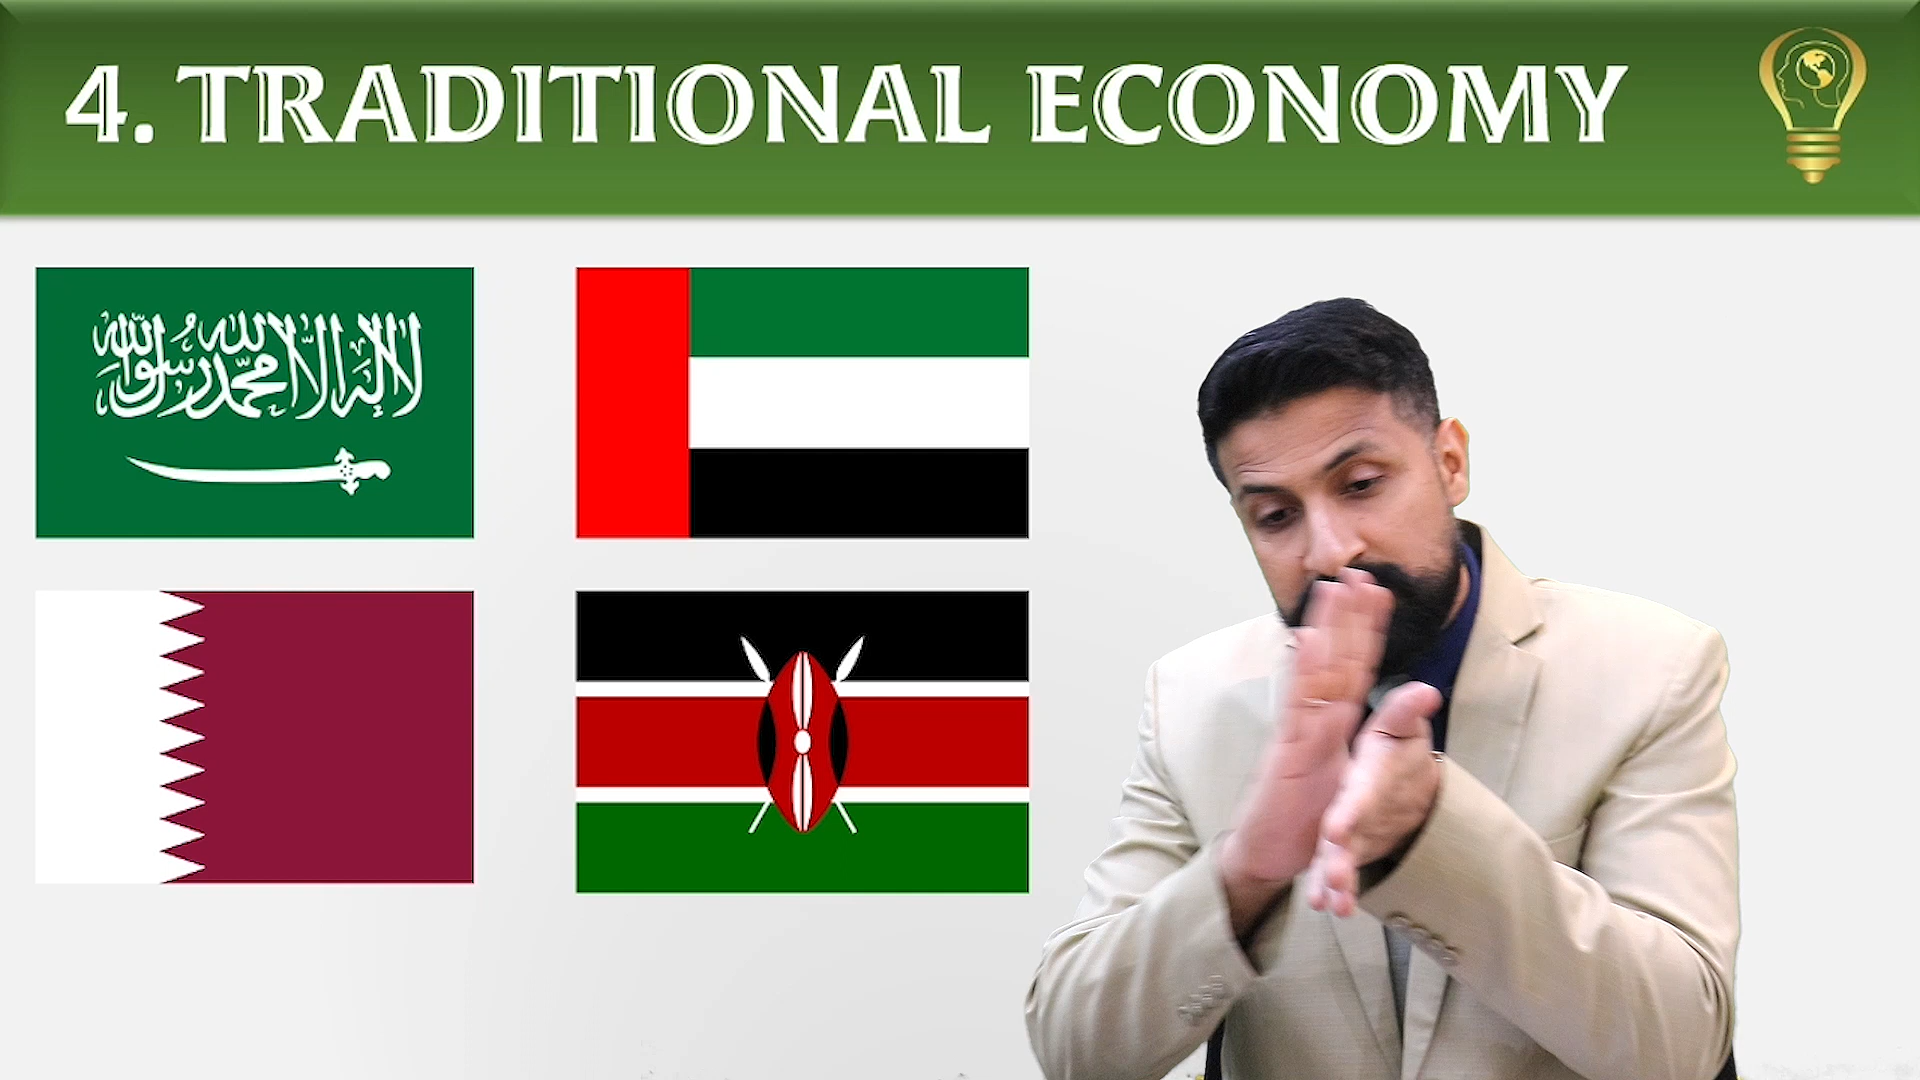 4. TRADITIONAL ECONOMY
لا إله إلا الله محمد رسول الله